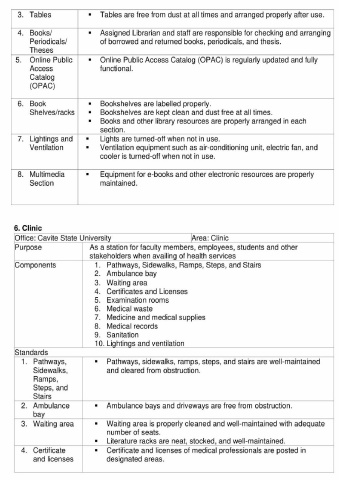 3. Tables
▪ Tables are free from dust at all times and arranged properly after use.
4. Books/
Periodicals/
Theses
▪ Assigned Librarian and staff are responsible for checking and arranging
of borrowed and returned books, periodicals, and thesis.
5. Online Public
Access
Catalog
(OPAC)
▪ Online Public Access Catalog (OPAC) is regularly updated and fully
functional.
6. Book
Shelves/racks
▪ Bookshelves are labelled properly.
▪ Bookshelves are kept clean and dust free at all times.
▪ Books and other library resources are properly arranged in each
section.
7. Lightings and
Ventilation
▪ Lights are turned-off when not in use.
▪ Ventilation equipment such as air-conditioning unit, electric fan, and
cooler is turned-off when not in use.
8. Multimedia
Section
▪ Equipment for e-books and other electronic resources are properly
maintained.
6. Clinic
Office: Cavite State University
Area: Clinic
Purpose
As a station for faculty members, employees, students and other
stakeholders when availing of health services
Components
1. Pathways, Sidewalks, Ramps, Steps, and Stairs
2. Ambulance bay
3. Waiting area
4. Certificates and Licenses
5. Examination rooms
6. Medical waste
7. Medicine and medical supplies
8. Medical records
9. Sanitation
10. Lightings and ventilation
Standards
1. Pathways,
Sidewalks,
Ramps,
Steps, and
Stairs
▪ Pathways, sidewalks, ramps, steps, and stairs are well-maintained
and cleared from obstruction.
2. Ambulance
bay
▪ Ambulance bays and driveways are free from obstruction.
3. Waiting area
▪ Waiting area is properly cleaned and well-maintained with adequate
number of seats.
▪ Literature racks are neat, stocked, and well-maintained.
4. Certificate
and licenses
▪ Certificate and licenses of medical professionals are posted in
designated areas.